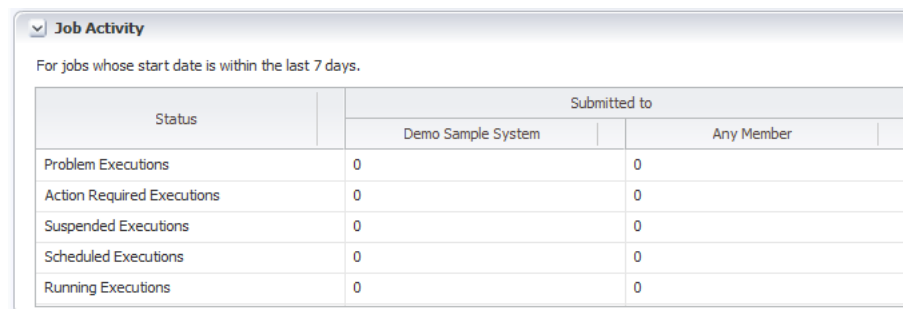 Job Activity
For jobs whose start date is within the last 7 days.
Status
Submitted to
Demo Sample System Any Member
Problem Executions 0 0
Action Required Executions 0 0
Suspended Executions 0 0
Scheduled Executions 0 0
Running Executions 0 0